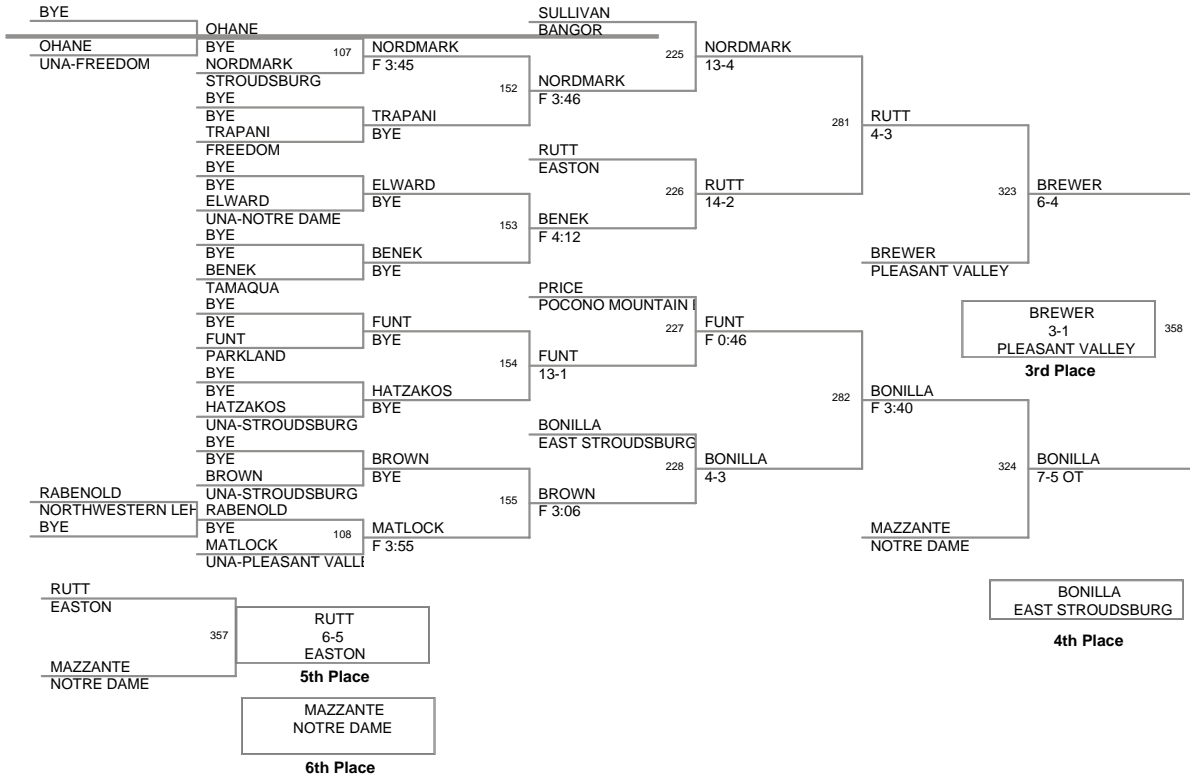 BYE
OHANE
UNA-FREEDOM
RABENOLD
NORTHWESTERN LEH
BYE
OHANE
BYE
107
NORDMARK
STROUDSBURG
BYE
BYE
TRAPANI
FREEDOM
BYE
BYE
ELWARD
UNA-NOTRE DAME
BYE
BYE
BENEK
TAMAQUA
BYE
BYE
FUNT
PARKLAND
BYE
BYE
HATZAKOS
UNA-STROUDSBURG
BYE
BYE
BROWN
UNA-STROUDSBURG
RABENOLD
BYE
108
MATLOCK
UNA-PLEASANT VALLE
NORDMARK
F 3:45
152
TRAPANI
BYE
ELWARD
BYE
153
BENEK
BYE
FUNT
BYE
154
HATZAKOS
BYE
BROWN
BYE
155
MATLOCK
F 3:55
SULLIVAN
BANGOR
225
NORDMARK
F 3:46
RUTT
EASTON
226
BENEK
F 4:12
PRICE
POCONO MOUNTAIN
227
FUNT
13-1
BONILLA
EAST STROUDSBURG
228
BROWN
F 3:06
NORDMARK
13-4
281
RUTT
14-2
FUNT
F 0:46
282
BONILLA
4-3
RUTT
4-3
323
BREWER
PLEASANT VALLEY
BONILLA
F 3:40
324
MAZZANTE
NOTRE DAME
BREWER
6-4
BONILLA
7-5 OT
BREWER
3-1
PLEASANT VALLEY
358
3rd Place
BONILLA
EAST STROUDSBURG
4th Place
RUTT
EASTON
357
MAZZANTE
NOTRE DAME
RUTT
6-5
EASTON
5th Place
MAZZANTE
NOTRE DAME
6th Place